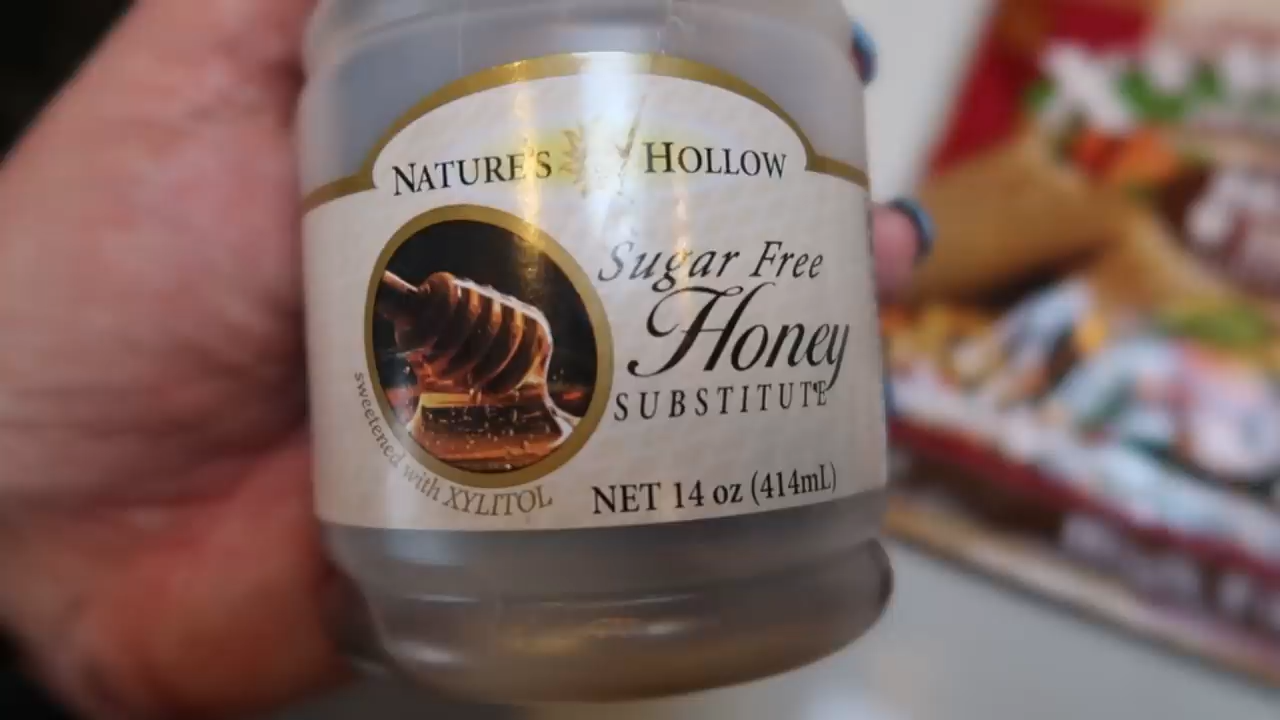 NATURE'S HOLLOW
Sugar Free
Honey
SUBSTITUTE
sweetened with XYLITOL
NET 14 oz (414mL)